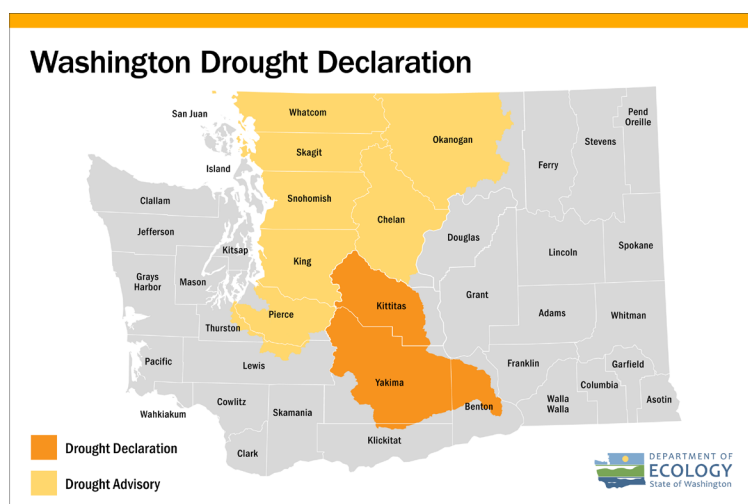 Washington Drought Declaration
San Juan
Whatcom
Okanogan
Pend
Oreille
Stevens
Ferry
Skagit
Island
Snohomish
Clallam
Chelan
Jefferson
Douglas
Kitsap
Spokane
Lincoln
King
Grays
Harbor
Mason
Grant
Kittitas
Pierce
Adams
Whitman
Thurston
Pacific
Lewis
Franklin
Garfield
Yakima
Columbia
Walla
Walla
Asotin
Cowlitz
Benton
Wahkiakum
Skamania
Klickitat
Clark
Drought Declaration
Drought Advisory
DEPARTMENT OF
ECOLOGY
State of Washington